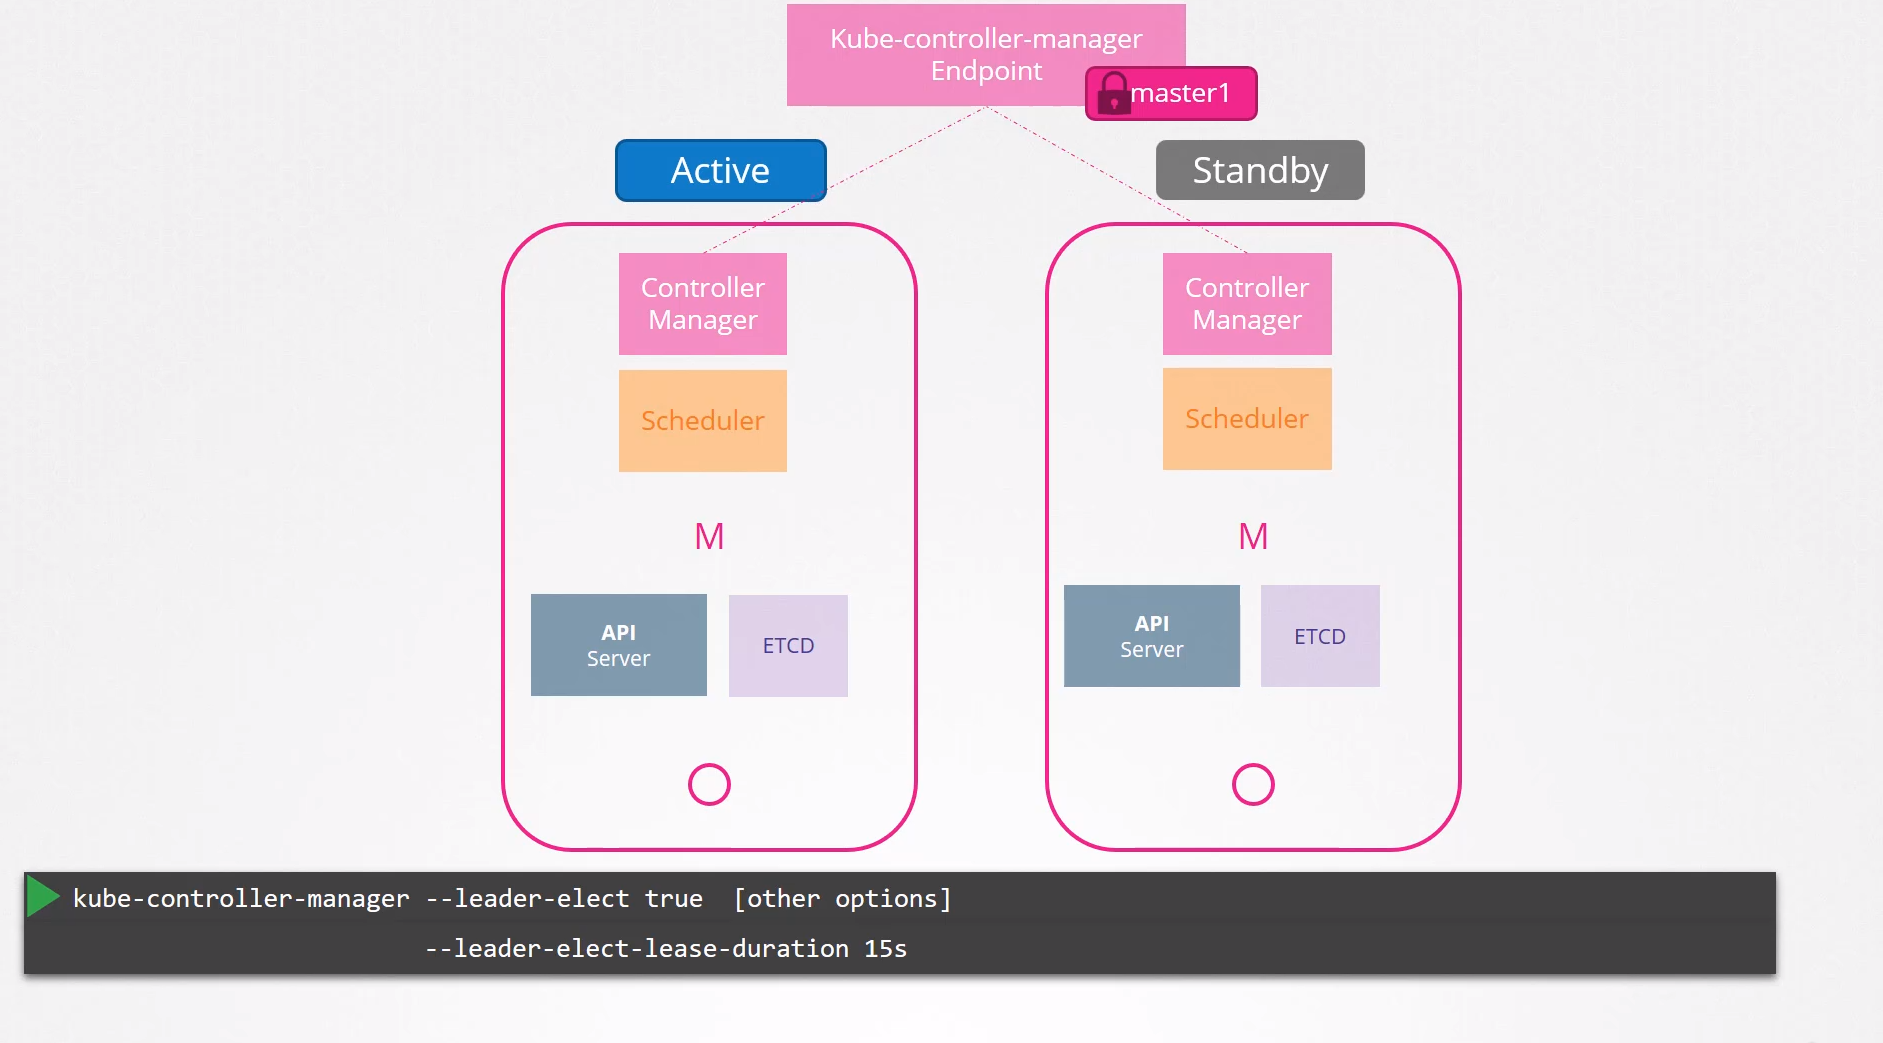 Kube-controller-manager
Endpoint
master1
Active
Standby
Controller
Manager
Controller
Manager
Scheduler
Scheduler
M
M
API
Server
ETCD
API
Server
ETCD
kube-controller-manager --leader-elect true  [other options]
--leader-elect-lease-duration 15s